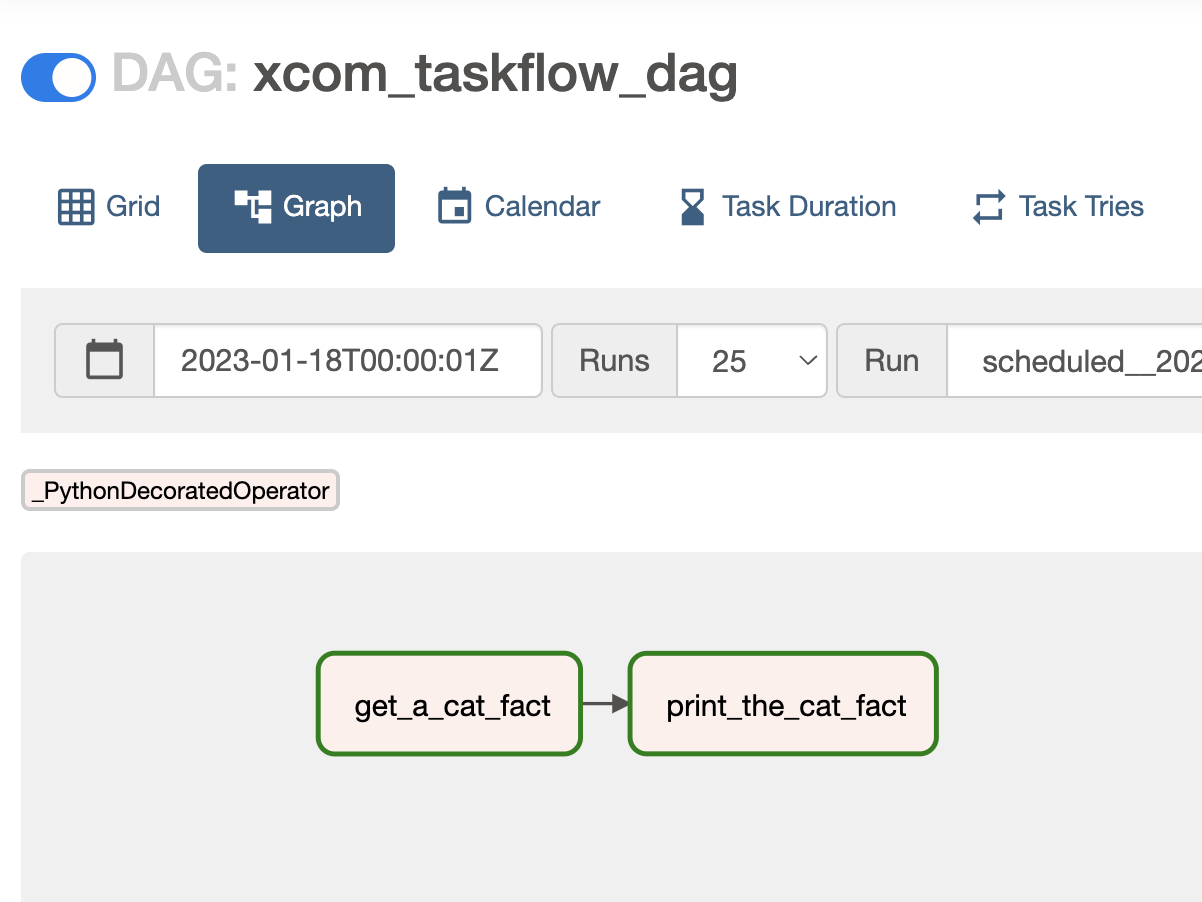 DAG: xcom_taskflow_dag
Grid Graph Calendar Task Duration Task Tries
2023-01-18T00:00:01Z Runs 25 Run scheduled__202
_PythonDecoratedOperator
get_a_cat_fact print_the_cat_fact